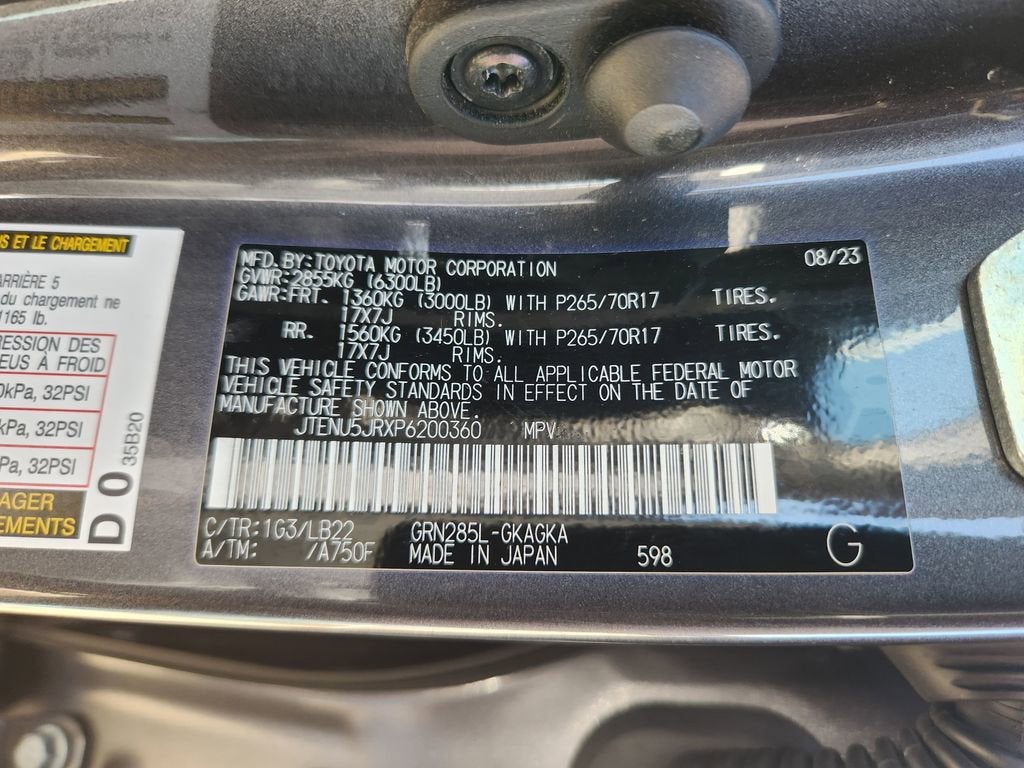 S ET LE CHARGEMENT
ARRIÈRE 5
du chargement ne
1165 lb.
RESSION DES
EUS À FROID
0kPa, 32PSI
kPa, 32PSI
Pa, 32PSI
AGER
EMENTS
D O 35B20
MFD. BY: TOYOTA MOTOR CORPORATION 08/23
GVWR: 2855KG (6300LB)
GAWR: FRT. 1360KG (3000LB) WITH P265/70R17 TIRES.
17X7J RIMS.
RR. 1560KG (3450LB) WITH P265/70R17 TIRES.
17X7J RIMS.
THIS VEHICLE CONFORMS TO ALL APPLICABLE FEDERAL MOTOR
VEHICLE SAFETY STANDARDS IN EFFECT ON THE DATE OF
MANUFACTURE SHOWN ABOVE.
JTENU5JRXP6200360 MPV
C/TR: 1G3/LB22 GRN285L-GKAGKA
A/TM: /A750F MADE IN JAPAN 598 G